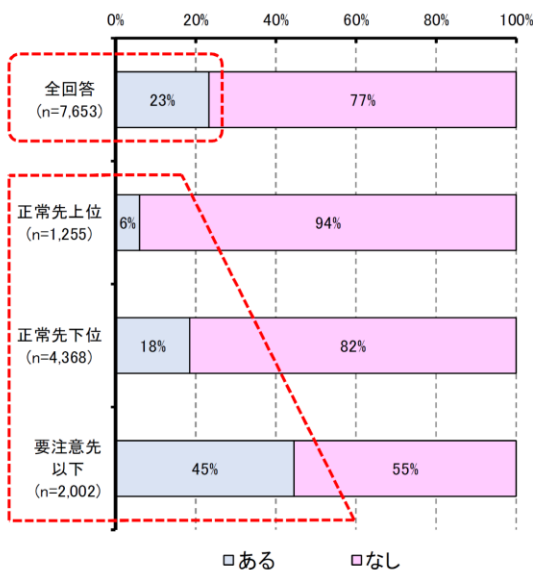 0% 20% 40% 60% 80% 100%
全回答
(n=7,653)
23% 77%
正常先上位
(n=1,255)
6% 94%
正常先下位
(n=4,368)
18% 82%
要注意先
以下
(n=2,002)
45% 55%
ある なし